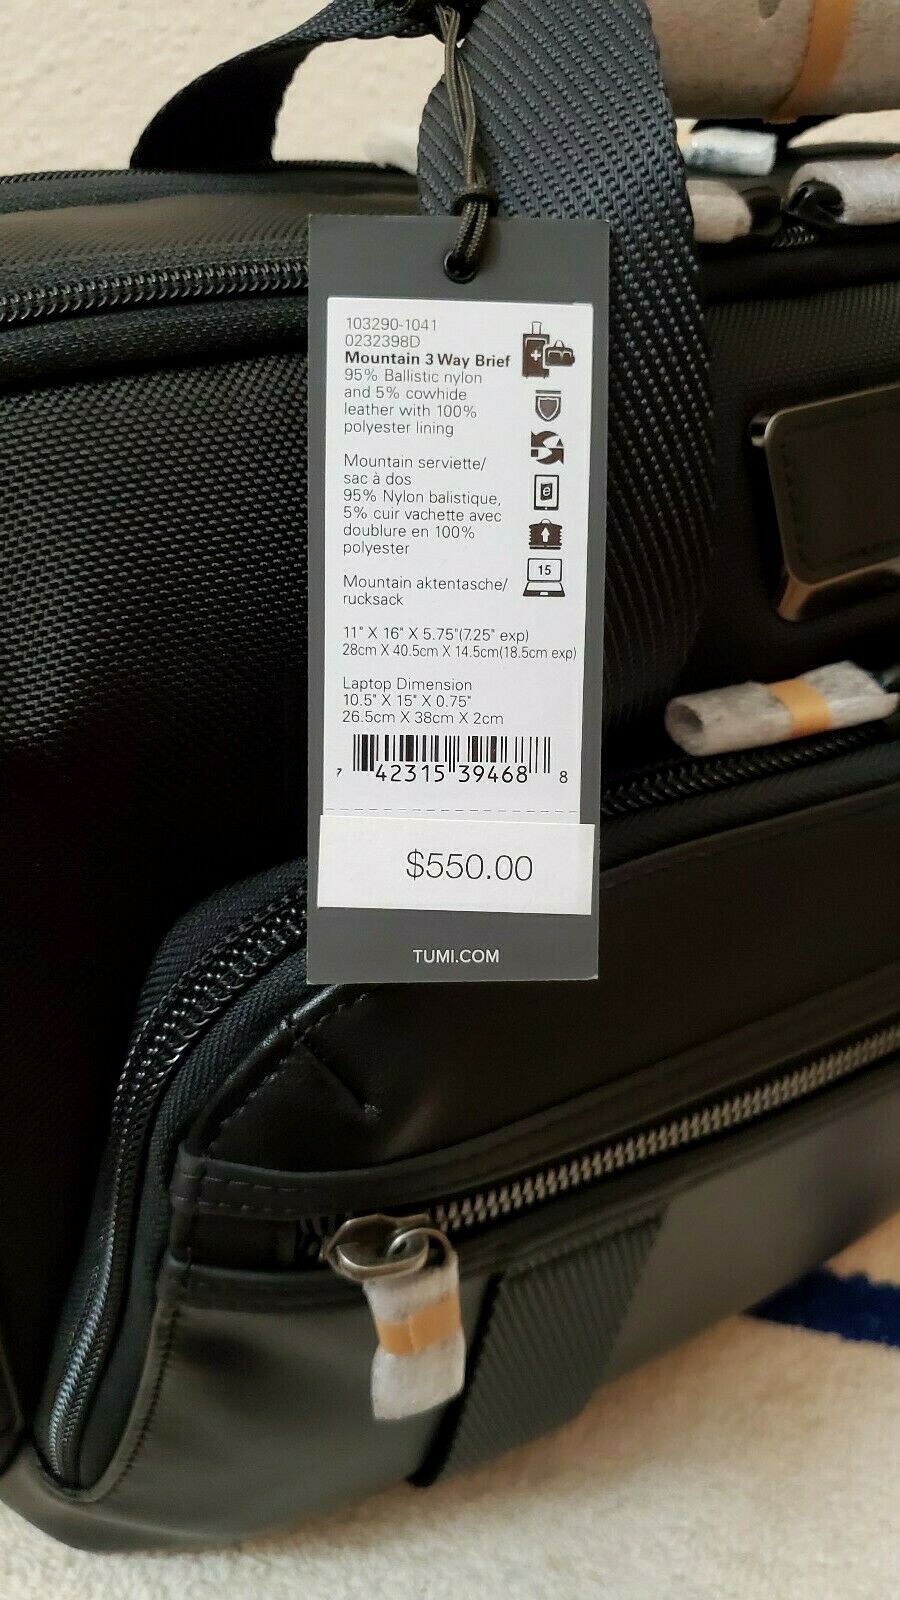 103290-1041
0232398D
Mountain 3 Way Brief
95% Ballistic nylon
and 5% cowhide
leather with 100%
polyester lining
Mountain serviette/
sac à dos
95% Nylon balistique,
5% cuir vachette avec
doublure en 100%
polyester
Mountain aktentasche/
rucksack
11" X 16" X 5.75"(7.25" exp)
28cm X 40.5cm X 14.5cm(18.5cm exp)
Laptop Dimension
10.5" X 15" X 0.75"
26.5cm X 38cm X 2cm
e
15
7 42315 39468 8
$550.00
TUMI.COM